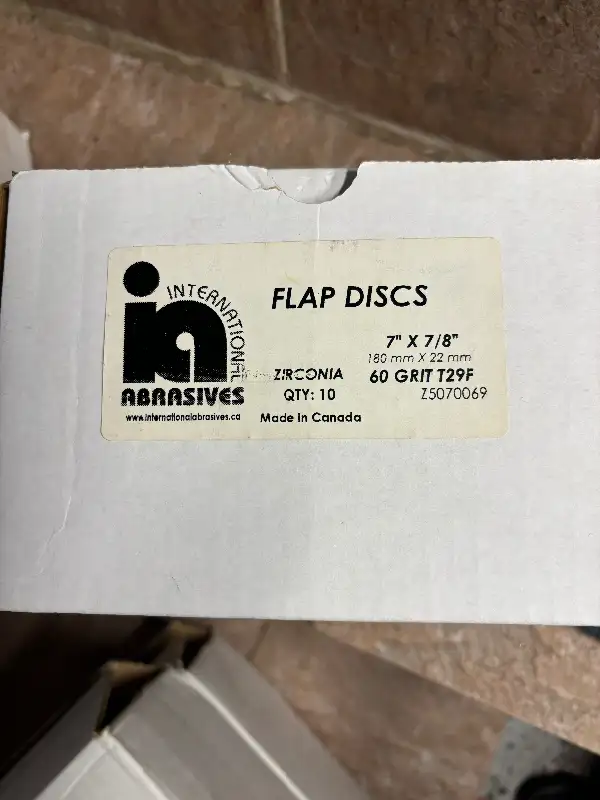 FLAP DISCS
INTERNATIONAL
ia
ABRASIVES
www.internationalabrasives.ca
7" X 7/8"
180 mm X 22 mm
ZIRCONIA 60 GRIT T29F
QTY: 10 Z5070069
Made in Canada